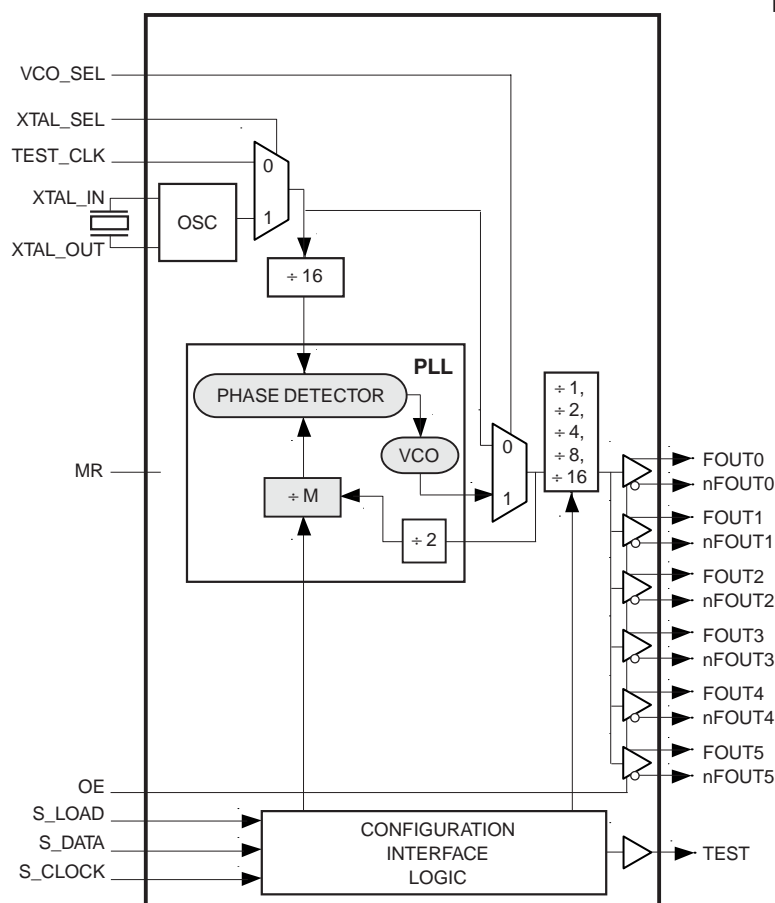 VCO_SEL
XTAL_SEL
TEST_CLK
0
XTAL_IN
OSC
1
XTAL_OUT
÷ 16
PLL
PHASE DETECTOR
÷ 1,
÷ 2,
÷ 4,
÷ 8,
÷ 16
0
VCO
1
FOUT0
MR
nFOUT0
÷ M
FOUT1
÷ 2
nFOUT1
FOUT2
nFOUT2
FOUT3
nFOUT3
FOUT4
nFOUT4
FOUT5
nFOUT5
OE
S_LOAD
S_DATA
S_CLOCK
CONFIGURATION
INTERFACE
LOGIC
TEST